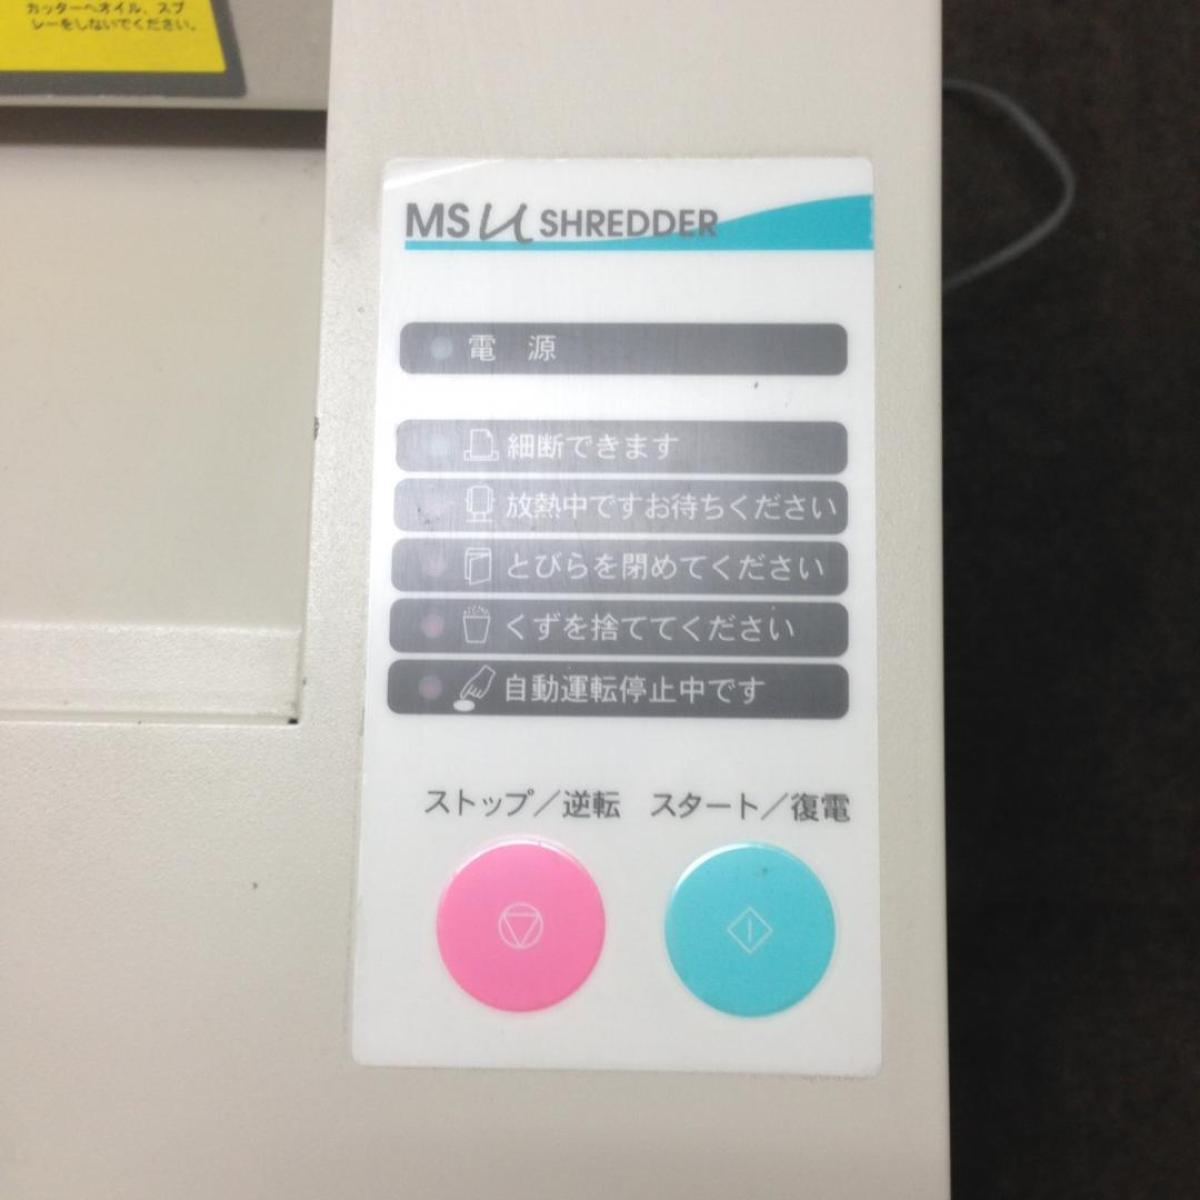 カッターへオイル、スプ
レーをしないでください。
MS μ SHREDDER
電 源
細断できます
放熱中ですお待ちください
とびらを閉めてください
くずを捨ててください
自動運転停止中です
ストップ/逆転 スタート/復電